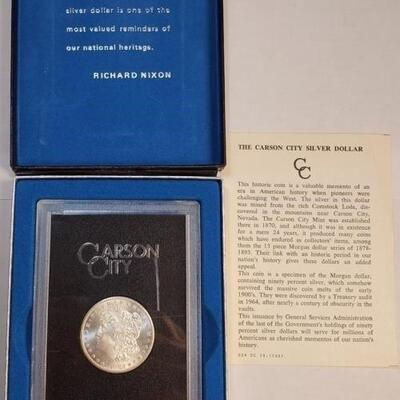 silver dollar is one of the
most valued reminders of
our national heritage.
RICHARD NIXON
CARSON
CITY
THE CARSON CITY SILVER DOLLAR
CC
This historic coin is a valuable memento of an
era in American history when pioneers were
challenging the West. The silver in this dollar
was mined from the rich Comstock Lode, dis-
covered in the mountains near Carson City,
Nevada. The Carson City Mint was established
there in 1870, and although it was in existence
for a mere 24 years, it produced many coins
which have endured as collectors' items, among
them the 13 piece Morgan dollar series of 1878-
1893. Their link with an historic period in our
nation's history gives these dollars an added
appeal.
This coin is a specimen of the Morgan dollar,
containing ninety percent silver, which somehow
survived the massive coin melts of the early
1900's. They were discovered by a Treasury audit
in 1964, after nearly a century of obscurity in the
vaults.
This issuance by General Services Administration
of the last of the Government's holdings of ninety
percent silver dollars will serve for millions of
Americans as cherished mementos of our nation's
history.
GSA DC